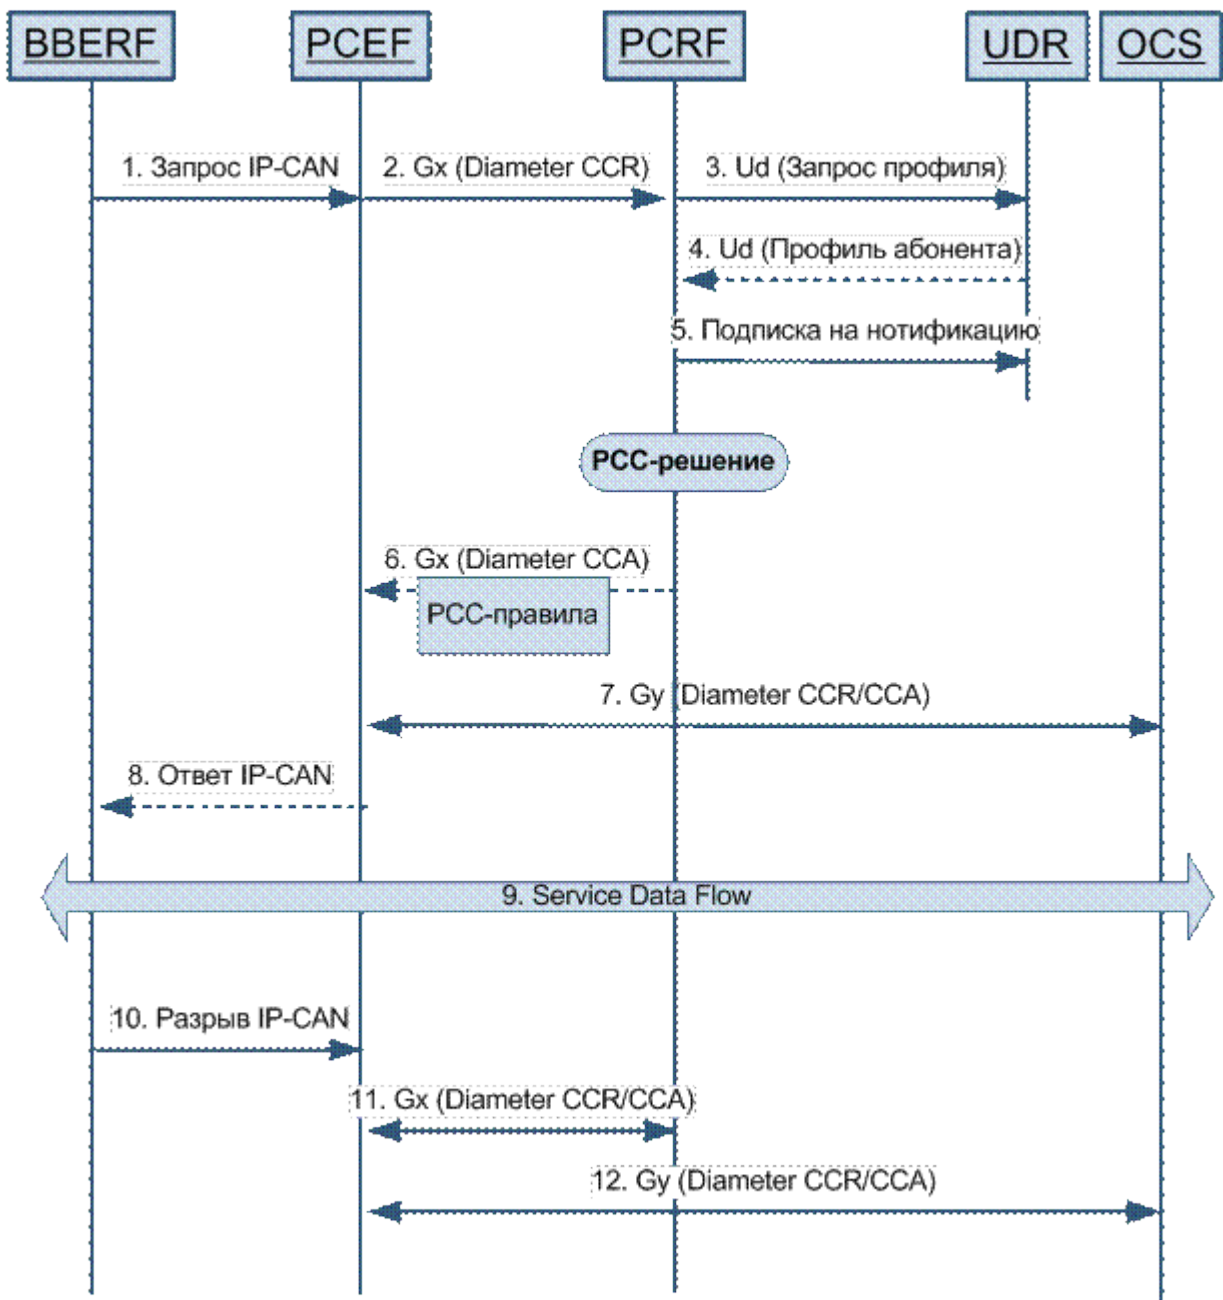 BBERF
PCEF
PCRF
UDR
OCS
1. Запрос IP-CAN
2. Gx (Diameter CCR)
3. Ud (Запрос профиля)
4. Ud (Профиль абонента)
5. Подписка на нотификацию
PCC-решение
6. Gx (Diameter CCA)
PCC-правила
7. Gy (Diameter CCR/CCA)
8. Ответ IP-CAN
9. Service Data Flow
10. Разрыв IP-CAN
11. Gx (Diameter CCR/CCA)
12. Gy (Diameter CCR/CCA)